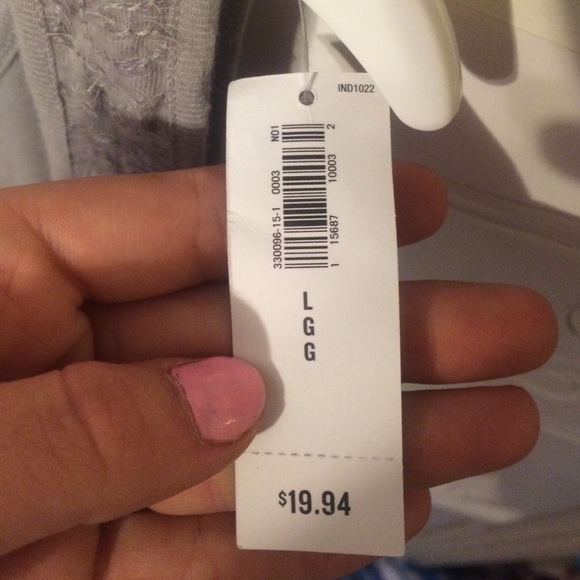 IND1022
N01
330096-15-1 0003
1 15687 10003 2
L
G
G
$19.94